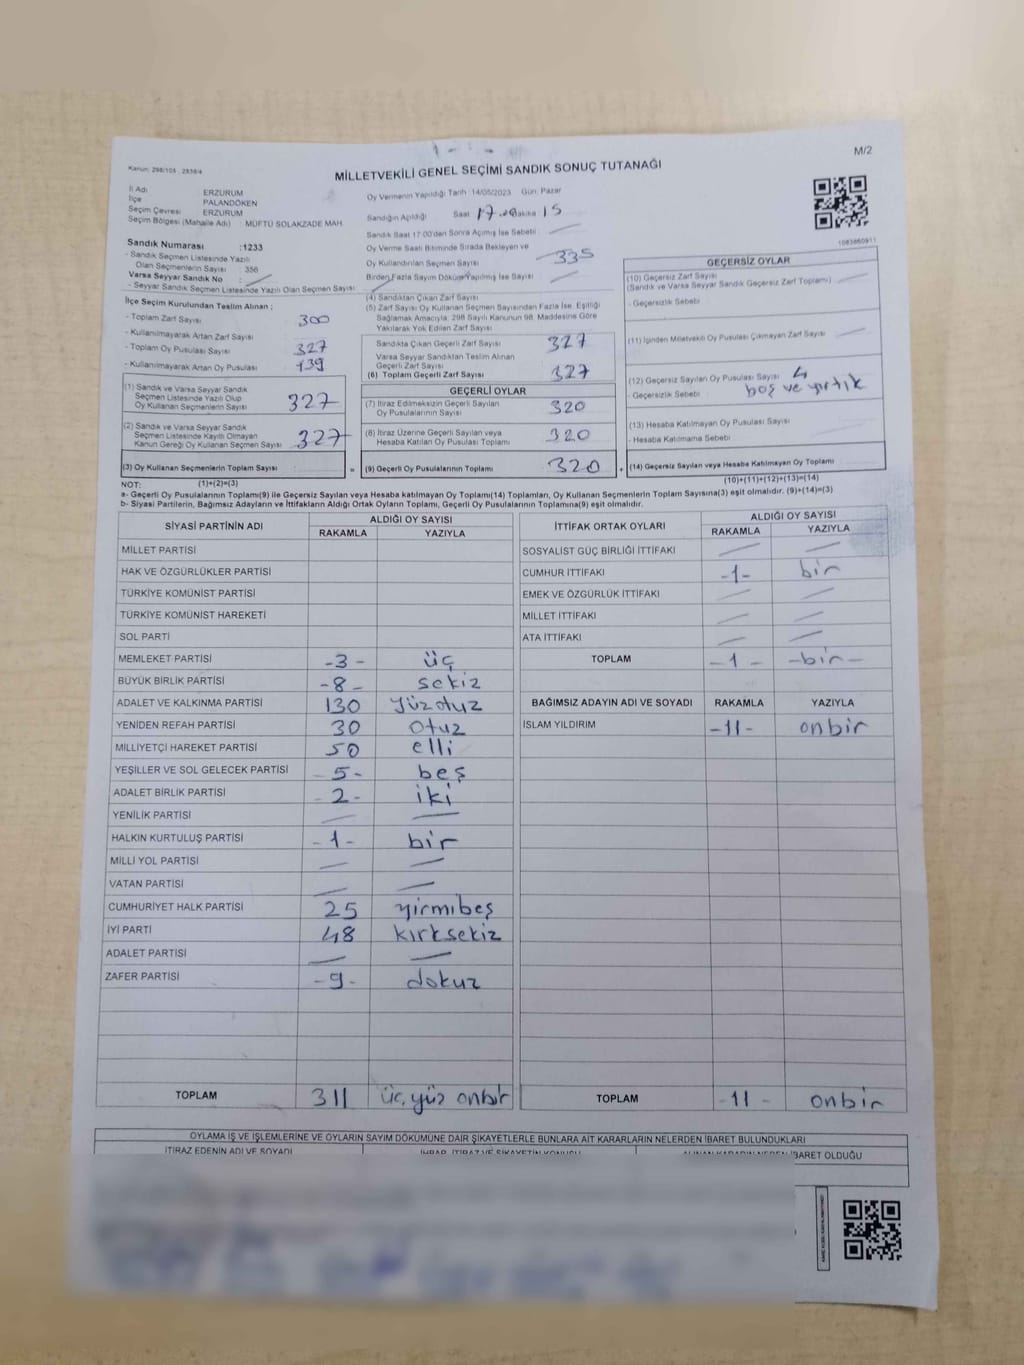 M/2
Kanun: 298/105 , 2839/4
MİLLETVEKİLİ GENEL SEÇİMİ SANDIK SONUÇ TUTANAĞI
İl Adı ERZURUM
İlçe PALANDÖKEN
Seçim Çevresi ERZURUM
Seçim Bölgesi (Mahalle Adı) MÜFTÜ SOLAKZADE MAH
Sandık Numarası :1233
- Sandık Seçmen Listesinde Yazılı
Olan Seçmenlerin Sayısı : 356
Varsa Seyyar Sandık No :
- Seyyar Sandık Seçmen Listesinde Yazılı Olan Seçmen Sayısı :
Oy Vermenin Yapıldığı Tarih : 14/05/2023 Gün: Pazar
Sandığın Açıldığı Saat 17 Dakika 15
Sandık Saat 17:00'den Sonra Açılmış İse Sebebi :
Oy Verme Saati Bitiminde Sırada Bekleyen ve
Oy Kullandırılan Seçmen Sayısı 335
Birden Fazla Sayım Döküm Yapılmış İse Sayısı
1083660911
İlçe Seçim Kurulundan Teslim Alınan ;
- Toplam Zarf Sayısı 300
- Kullanılmayarak Artan Zarf Sayısı
- Toplam Oy Pusulası Sayısı 327
- Kullanılmayarak Artan Oy Pusulası 139
(1) Sandık ve Varsa Seyyar Sandık
Seçmen Listesinde Yazılı Olup
Oy Kullanan Seçmenlerin Sayısı 327
(2) Sandık ve Varsa Seyyar Sandık
Seçmen Listesinde Kayıtlı Olmayan
Kanun Gereği Oy Kullanan Seçmen Sayısı 327
(3) Oy Kullanan Seçmenlerin Toplam Sayısı =
(4) Sandıktan Çıkan Zarf Sayısı
(5) Zarf Sayısı Oy Kullanan Seçmen Sayısından Fazla İse, Eşitliği
Sağlamak Amacıyla, 298 Sayılı Kanunun 98. Maddesine Göre
Yakılarak Yok Edilen Zarf Sayısı
Sandıkta Çıkan Geçerli Zarf Sayısı 327
Varsa Seyyar Sandıktan Teslim Alınan
Geçerli Zarf Sayısı
(6) Toplam Geçerli Zarf Sayısı 327
GEÇERLİ OYLAR
(7) İtiraz Edilmeksizin Geçerli Sayılan
Oy Pusulalarının Sayısı 320
(8) İtiraz Üzerine Geçerli Sayılan veya
Hesaba Katılan Oy Pusulası Toplamı 320
(9) Geçerli Oy Pusulalarının Toplamı 320 +
GEÇERSİZ OYLAR
(10) Geçersiz Zarf Sayısı
(Sandık ve Varsa Seyyar Sandık Geçersiz Zarf Toplamı)
- Geçersizlik Sebebi
(11) İçinden Milletvekili Oy Pusulası Çıkmayan Zarf Sayısı
(12) Geçersiz Sayılan Oy Pusulası Sayısı 4
- Geçersizlik Sebebi boş ve yırtık
(13) Hesaba Katılmayan Oy Pusulası Sayısı
- Hesaba Katılmama Sebebi
(14) Geçersiz Sayılan veya Hesaba Katılmayan Oy Toplamı
NOT: (1)+(2)=(3) (10)+(11)+(12)+(13)=(14)
a- Geçerli Oy Pusulalarının Toplamı(9) ile Geçersiz Sayılan veya Hesaba katılmayan Oy Toplamı(14) Toplamları, Oy Kullanan Seçmenlerin Toplam Sayısına(3) eşit olmalıdır. (9)+(14)=(3)
b- Siyasi Partilerin, Bağımsız Adayların ve İttifakların Aldığı Ortak Oyların Toplamı, Geçerli Oy Pusulalarının Toplamına(9) eşit olmalıdır.
SİYASİ PARTİNİN ADI ALDIĞI OY SAYISI
RAKAMLA YAZIYLA
MİLLET PARTİSİ
HAK VE ÖZGÜRLÜKLER PARTİSİ
TÜRKİYE KOMÜNİST PARTİSİ
TÜRKİYE KOMÜNİST HAREKETİ
SOL PARTİ
MEMLEKET PARTİSİ -3- üç
BÜYÜK BİRLİK PARTİSİ -8- sekiz
ADALET VE KALKINMA PARTİSİ 130 yüzotuz
YENİDEN REFAH PARTİSİ 30 otuz
MİLLİYETÇİ HAREKET PARTİSİ 50 elli
YEŞİLLER VE SOL GELECEK PARTİSİ - 5- beş
ADALET BİRLİK PARTİSİ - 2- iki
YENİLİK PARTİSİ
HALKIN KURTULUŞ PARTİSİ - 1- bir
MİLLİ YOL PARTİSİ
VATAN PARTİSİ
CUMHURİYET HALK PARTİSİ 25 yirmibeş
İYİ PARTİ 48 kırksekiz
ADALET PARTİSİ
ZAFER PARTİSİ -9- dokuz
TOPLAM 311 üç yüz onbir
İTTİFAK ORTAK OYLARI ALDIĞI OY SAYISI
RAKAMLA YAZIYLA
SOSYALİST GÜÇ BİRLİĞİ İTTİFAKI
CUMHUR İTTİFAKI -1- bir
EMEK VE ÖZGÜRLÜK İTTİFAKI
MİLLET İTTİFAKI
ATA İTTİFAKI
TOPLAM -1- -bir-
BAĞIMSIZ ADAYIN ADI VE SOYADI RAKAMLA YAZIYLA
İSLAM YILDIRIM -11- onbir
TOPLAM -11- onbir
OYLAMA İŞ VE İŞLEMLERİNE VE OYLARIN SAYIM DÖKÜMÜNE DAİR ŞİKAYETLERLE BUNLARA AİT KARARLARIN NELERDEN İBARET BULUNDUKLARI
İTİRAZ EDENİN ADI VE SOYADI İHBAR, İTİRAZ VE ŞİKAYETİN KONUSU ALINAN KARARIN NEDEN İBARET OLDUĞU